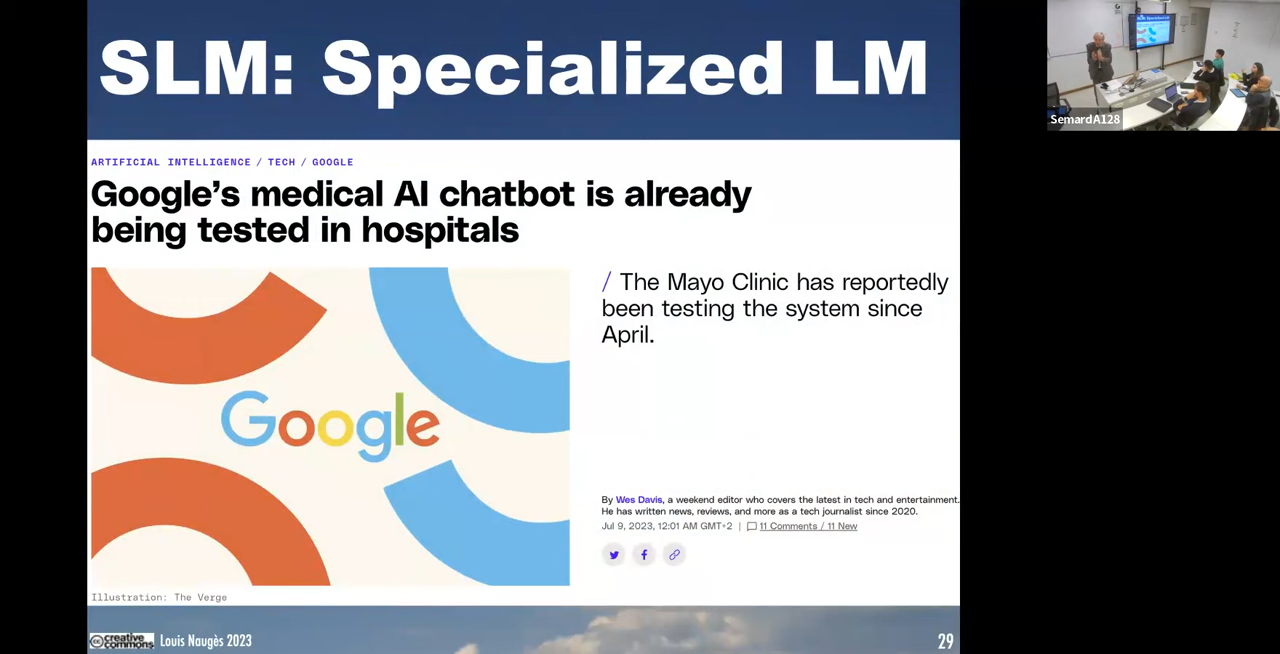 SLM: Specialized LM
SemardA128
ARTIFICIAL INTELLIGENCE / TECH / GOOGLE
Google's medical AI chatbot is already
being tested in hospitals
/ The Mayo Clinic has reportedly
been testing the system since
April.
Google
By Wes Davis, a weekend editor who covers the latest in tech and entertainment.
He has written news, reviews, and more as a tech journalist since 2020.
Jul 9, 2023, 12:01 AM GMT+2 | 11 Comments / 11 New
Illustration: The Verge
creative commons Louis Naugès 2023
29